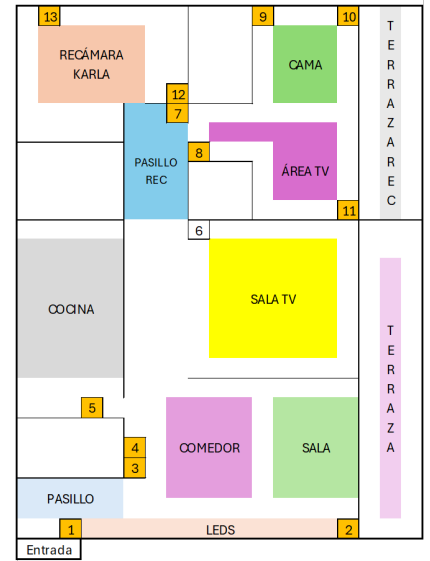 13
9
10
T
E
R
R
A
Z
A
R
E
C
RECÁMARA
KARLA
CAMA
12
7
8
PASILLO
REC
ÁREA TV
11
6
COCINA
SALA TV
T
E
R
R
A
Z
A
5
4
3
COMEDOR
SALA
PASILLO
1
LEDS
2
Entrada